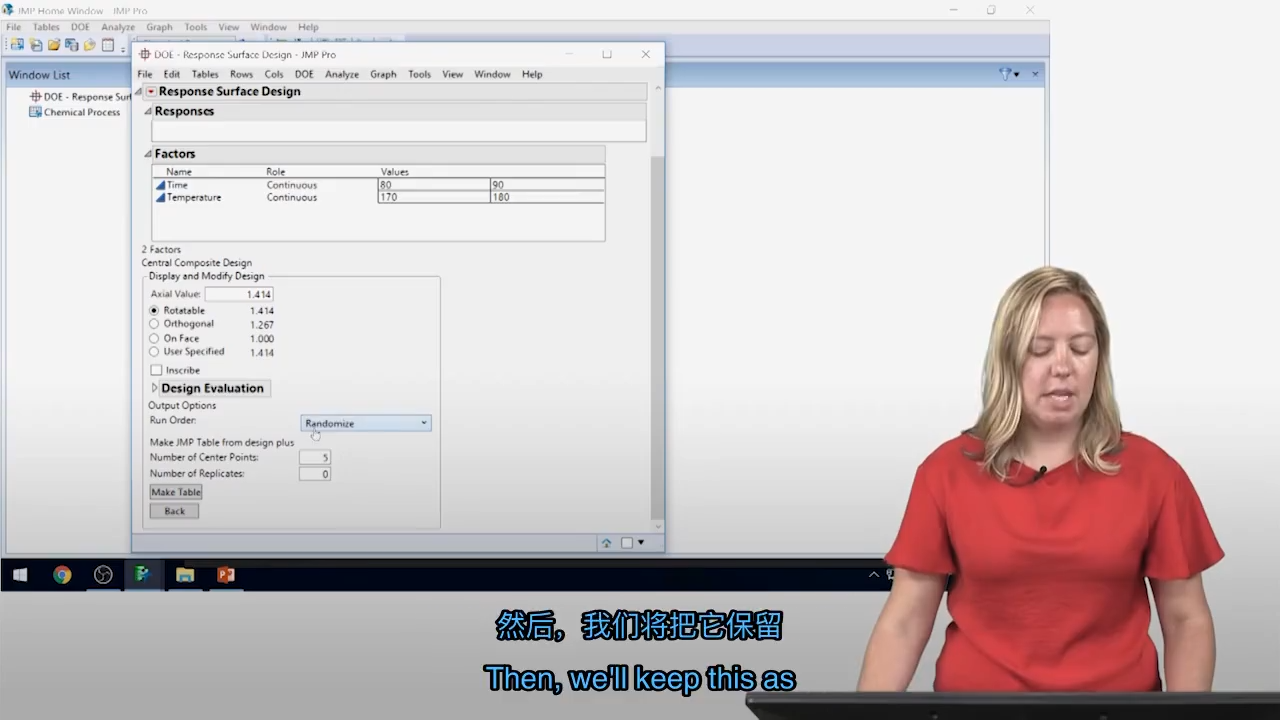 JMP Home Window - JMP Pro
File Tables DOE Analyze Graph Tools View Window Help
Window List
DOE - Response Sur
Chemical Process
DOE - Response Surface Design - JMP Pro
File Edit Tables Rows Cols DOE Analyze Graph Tools View Window Help
Response Surface Design
Responses
Factors
Name Role Values
Time Continuous 80 90
Temperature Continuous 170 180
2 Factors
Central Composite Design
Display and Modify Design
Axial Value: 1.414
Rotatable 1.414
Orthogonal 1.267
On Face 1.000
User Specified 1.414
Inscribe
Design Evaluation
Output Options
Run Order: Randomize
Make JMP Table from design plus
Number of Center Points: 5
Number of Replicates: 0
Make Table
Back
然后，我们将把它保留
Then, we'll keep this as